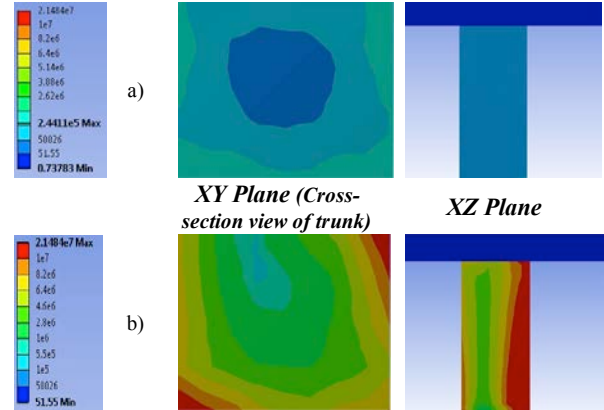 2.1484e7
1e7
8.2e6
6.4e6
5.14e6
3.88e6
2.62e6
2.4411e5 Max
50026
51.55
0.73783 Min
a)
XY Plane (Cross-
section view of trunk)
XZ Plane
2.1484e7 Max
1e7
8.2e6
6.4e6
4.6e6
2.8e6
1e6
5.5e5
1e5
50026
51.55 Min
b)